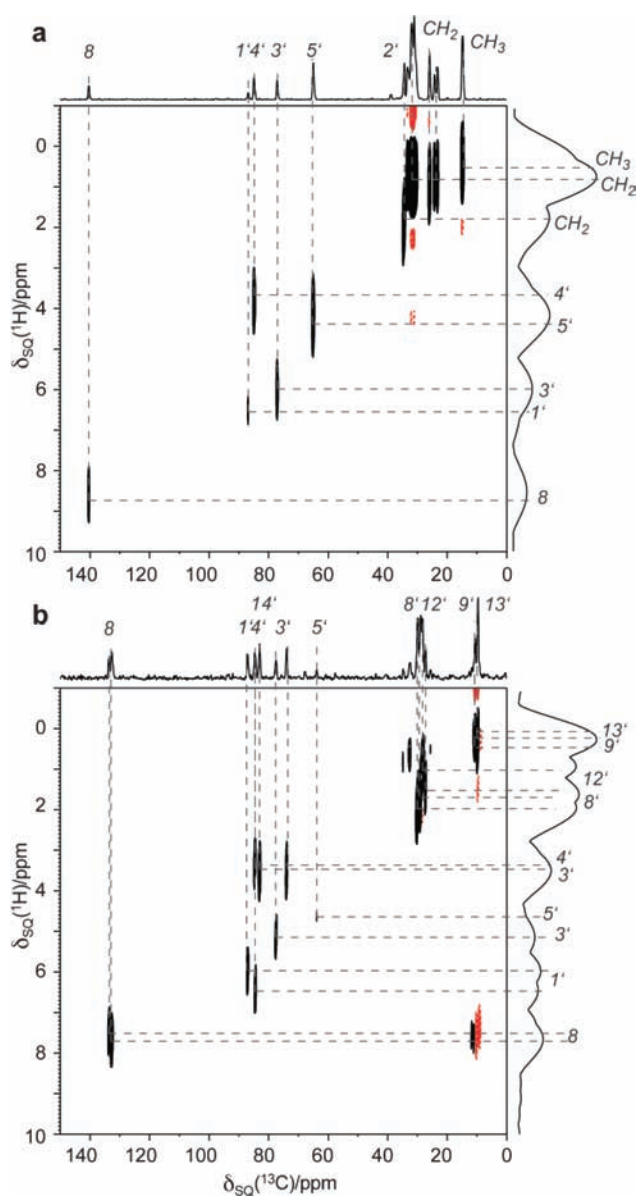 a
8 1‘ 4‘ 3‘ 5‘ 2‘ CH2 CH3
0
2
4
6
8
10
δSQ(¹H)/ppm
CH3
CH2
CH2
4‘
5‘
3‘
1‘
8
140 120 100 80 60 40 20 0
b
8 1‘ 4‘ 14‘ 3‘ 5‘ 8‘ 12‘ 9‘ 13‘
0
2
4
6
8
10
δSQ(¹H)/ppm
13‘
9‘
12‘
8‘
4‘
3‘
5‘
3‘
1‘
8
140 120 100 80 60 40 20 0
δSQ(¹³C)/ppm